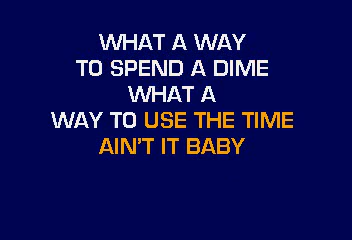 WHAT A WAY
TO SPEND A DIME
WHAT A
WAY TO USE THE TIME
AIN'T IT BABY